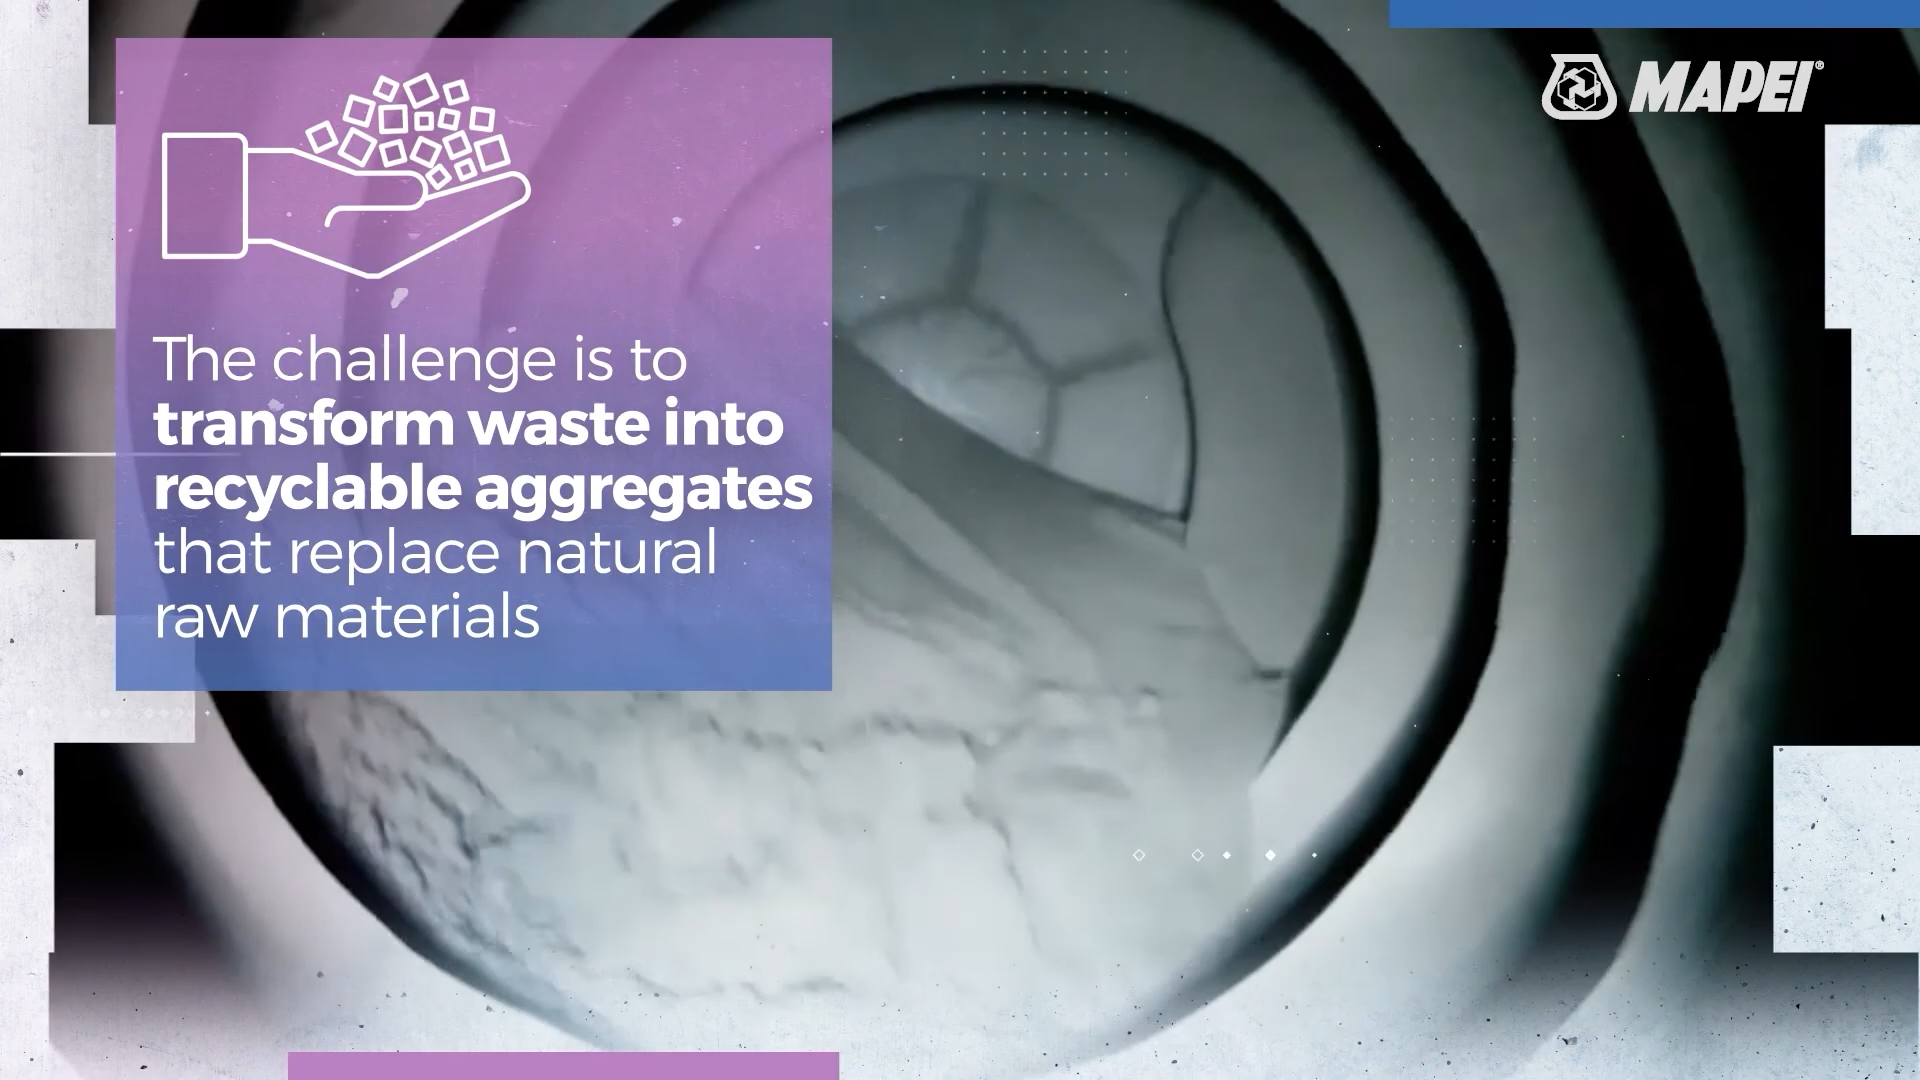 MAPEI®
The challenge is to
transform waste into
recyclable aggregates
that replace natural
raw materials